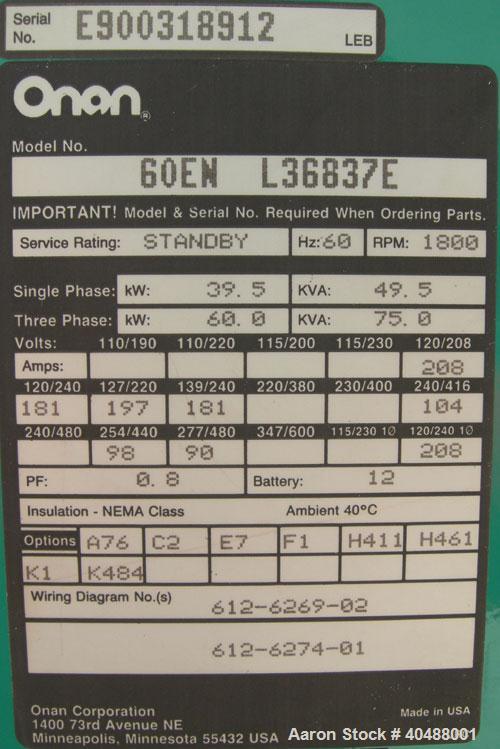 Serial No. E900318912 LEB
Onan®
Model No.
60EN L36837E
IMPORTANT! Model & Serial No. Required When Ordering Parts.
Service Rating: STANDBY Hz: 60 RPM: 1800
Single Phase: kW: 39.5 KVA: 49.5
Three Phase: kW: 60.0 KVA: 75.0
Volts: 110/190 110/220 115/200 115/230 120/208
Amps: 208
120/240 127/220 139/240 220/380 230/400 240/416
181 197 181 104
240/480 254/440 277/480 347/600 115/230 1Ø 120/240 1Ø
98 90 208
PF: 0.8 Battery: 12
Insulation - NEMA Class Ambient 40°C
Options A76 C2 E7 F1 H411 H461
K1 K484
Wiring Diagram No.(s) 612-6269-02
612-6274-01
Onan Corporation Made in USA
1400 73rd Avenue NE
Minneapolis, Minnesota 55432 USA
Aaron Stock # 40488001